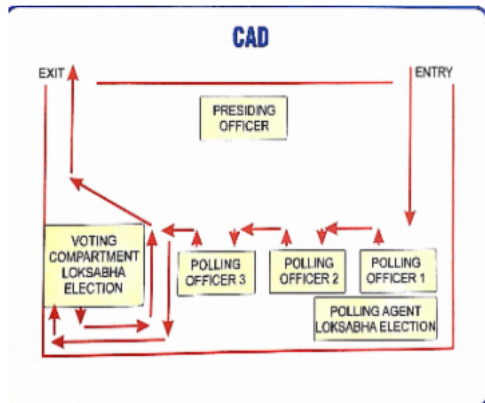 CAD
EXIT
ENTRY
PRESIDING
OFFICER
VOTING
COMPARTMENT
LOKSABHA
ELECTION
POLLING
OFFICER 3
POLLING
OFFICER 2
POLLING
OFFICER 1
POLLING AGENT
LOKSABHA ELECTION